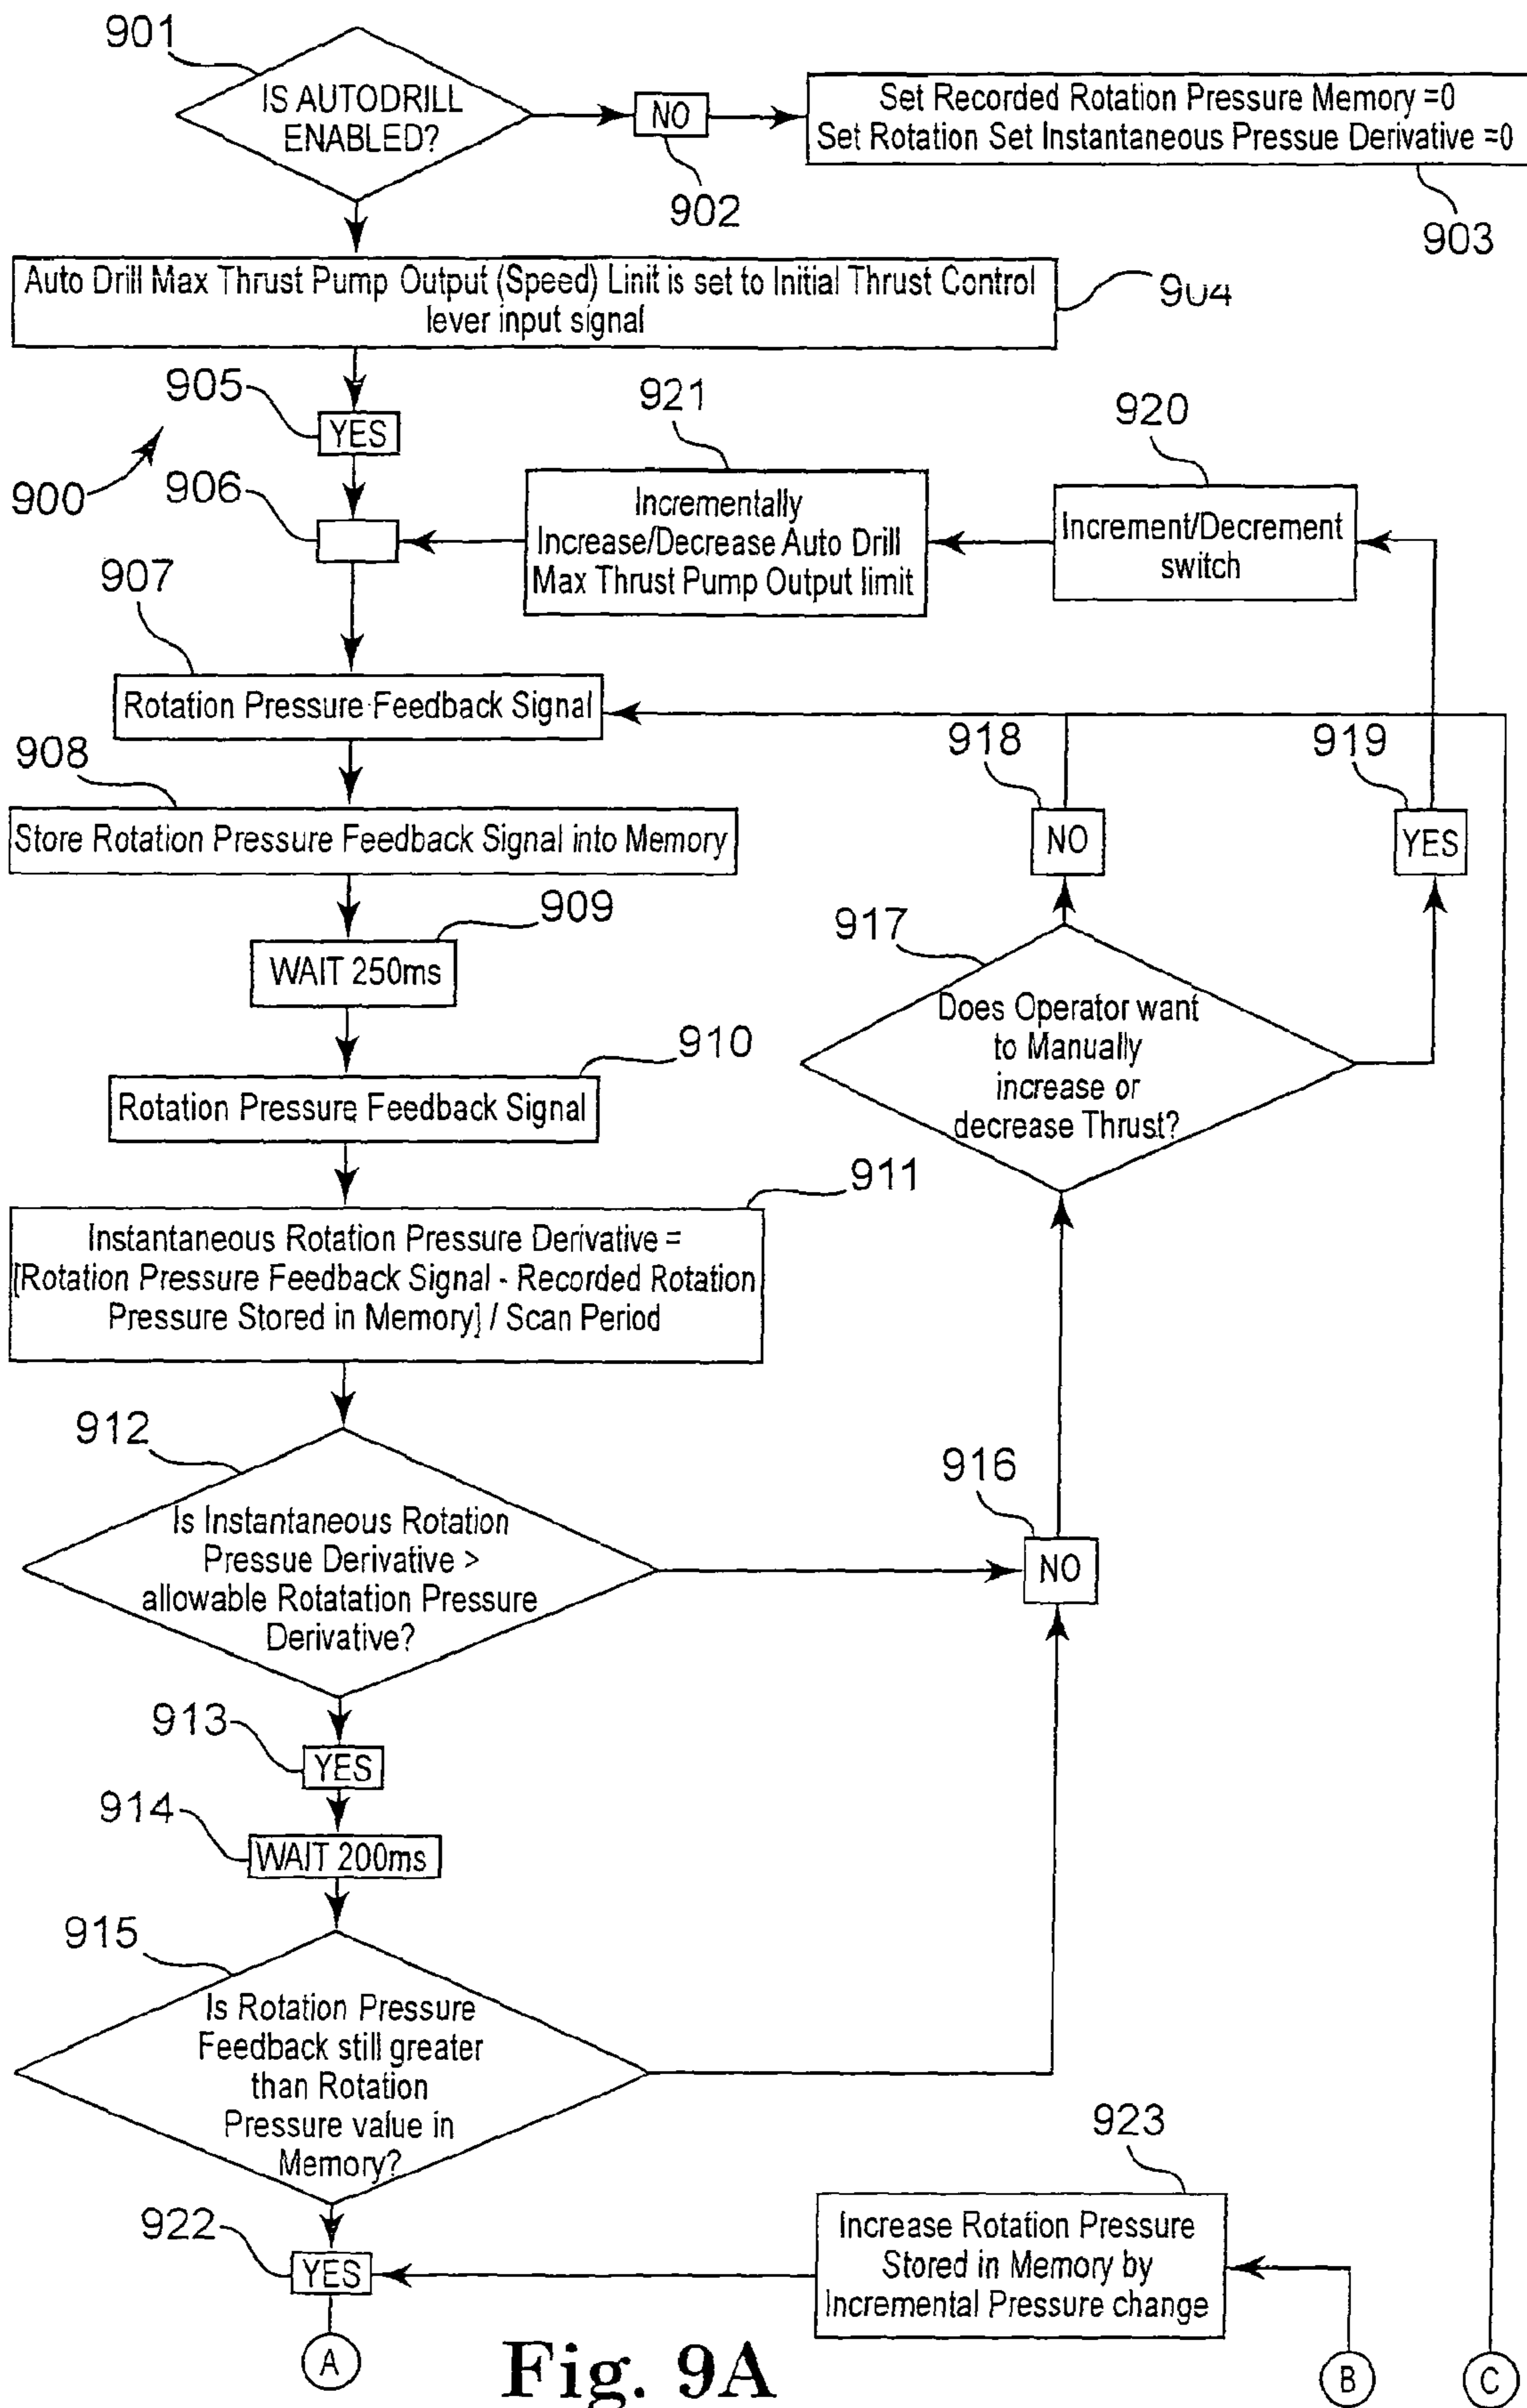 901
IS AUTODRILL
ENABLED?
NO
902
Set Recorded Rotation Pressure Memory =0
Set Rotation Set Instantaneous Pressue Derivative =0
903
Auto Drill Max Thrust Pump Output (Speed) Linit is set to Initial Thrust Control
lever input signal
904
905
YES
900
906
921
Incrementally
Increase/Decrease Auto Drill
Max Thrust Pump Output limit
920
Increment/Decrement
switch
907
Rotation Pressure Feedback Signal
908
Store Rotation Pressure Feedback Signal into Memory
918
NO
919
YES
909
WAIT 250ms
917
Does Operator want
to Manually
increase or
decrease Thrust?
910
Rotation Pressure Feedback Signal
911
Instantaneous Rotation Pressure Derivative =
[Rotation Pressure Feedback Signal - Recorded Rotation
Pressure Stored in Memory] / Scan Period
912
Is Instantaneous Rotation
Pressue Derivative >
allowable Rotatation Pressure
Derivative?
916
NO
913
YES
914
WAIT 200ms
915
Is Rotation Pressure
Feedback still greater
than Rotation
Pressure value in
Memory?
922
YES
923
Increase Rotation Pressure
Stored in Memory by
Incremental Pressure change
A
Fig. 9A
B
C